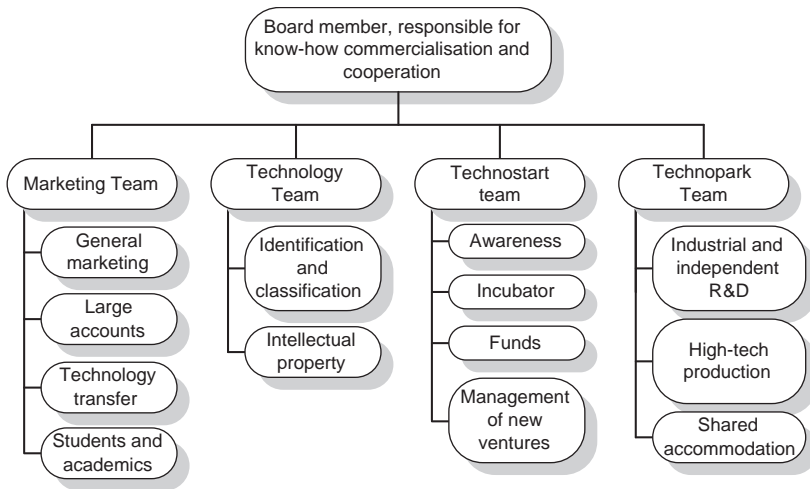 Board member, responsible for
know-how commercialisation and
cooperation
Marketing Team
General
marketing
Large
accounts
Technology
transfer
Students and
academics
Technology
Team
Identification
and
classification
Intellectual
property
Technostart
team
Awareness
Incubator
Funds
Management
of new
ventures
Technopark
Team
Industrial and
independent
R&D
High-tech
production
Shared
accommodation